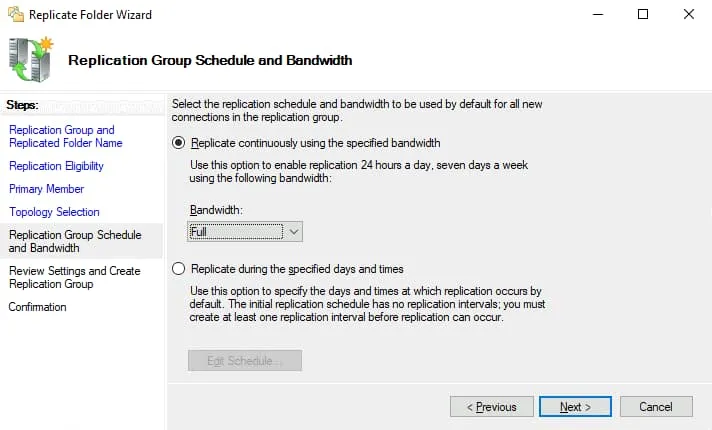 Replicate Folder Wizard
Replication Group Schedule and Bandwidth
Steps:
Replication Group and
Replicated Folder Name
Replication Eligibility
Primary Member
Topology Selection
Replication Group Schedule
and Bandwidth
Review Settings and Create
Replication Group
Confirmation
Select the replication schedule and bandwidth to be used by default for all new
connections in the replication group.
Replicate continuously using the specified bandwidth
Use this option to enable replication 24 hours a day, seven days a week
using the following bandwidth:
Bandwidth:
Full
Replicate during the specified days and times
Use this option to specify the days and times at which replication occurs by
default. The initial replication schedule has no replication intervals; you must
create at least one replication interval before replication can occur.
Edit Schedule...
< Previous
Next >
Cancel